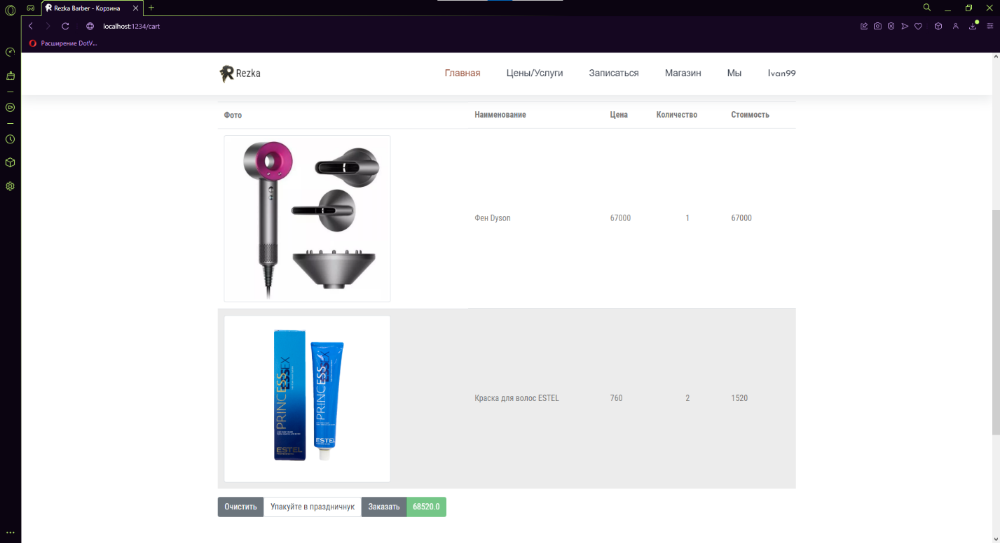 Rezka Barber - Корзина
localhost:1234/cart
Расширение DotV...
Rezka Главная Цены/Услуги Записаться Магазин Мы Ivan99
Фото Наименование Цена Количество Стоимость
Фен Dyson 67000 1 67000
PRINCESS ESSEX
ESTEL
PRINCESS ESSEX
ESTEL
Краска для волос ESTEL 760 2 1520
Очистить Упакуйте в праздничнук Заказать 68520.0